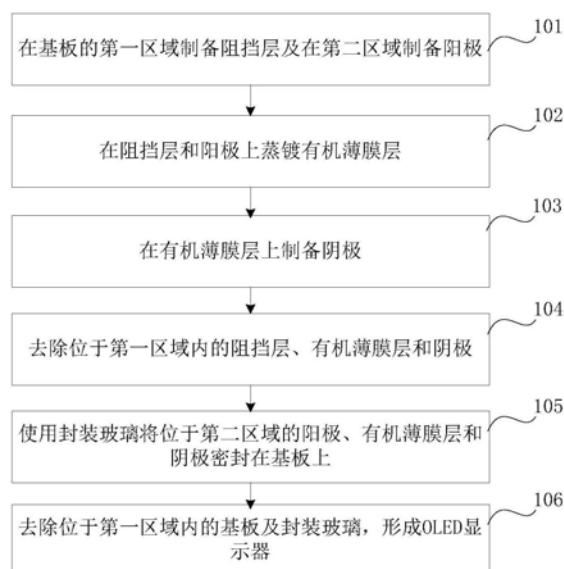 101
在基板的第一区域制备阻挡层及在第二区域制备阳极
102
在阻挡层和阳极上蒸镀有机薄膜层
103
在有机薄膜层上制备阴极
104
去除位于第一区域内的阻挡层、有机薄膜层和阴极
105
使用封装玻璃将位于第二区域的阳极、有机薄膜层和
阴极密封在基板上
106
去除位于第一区域内的基板及封装玻璃，形成OLED显
示器